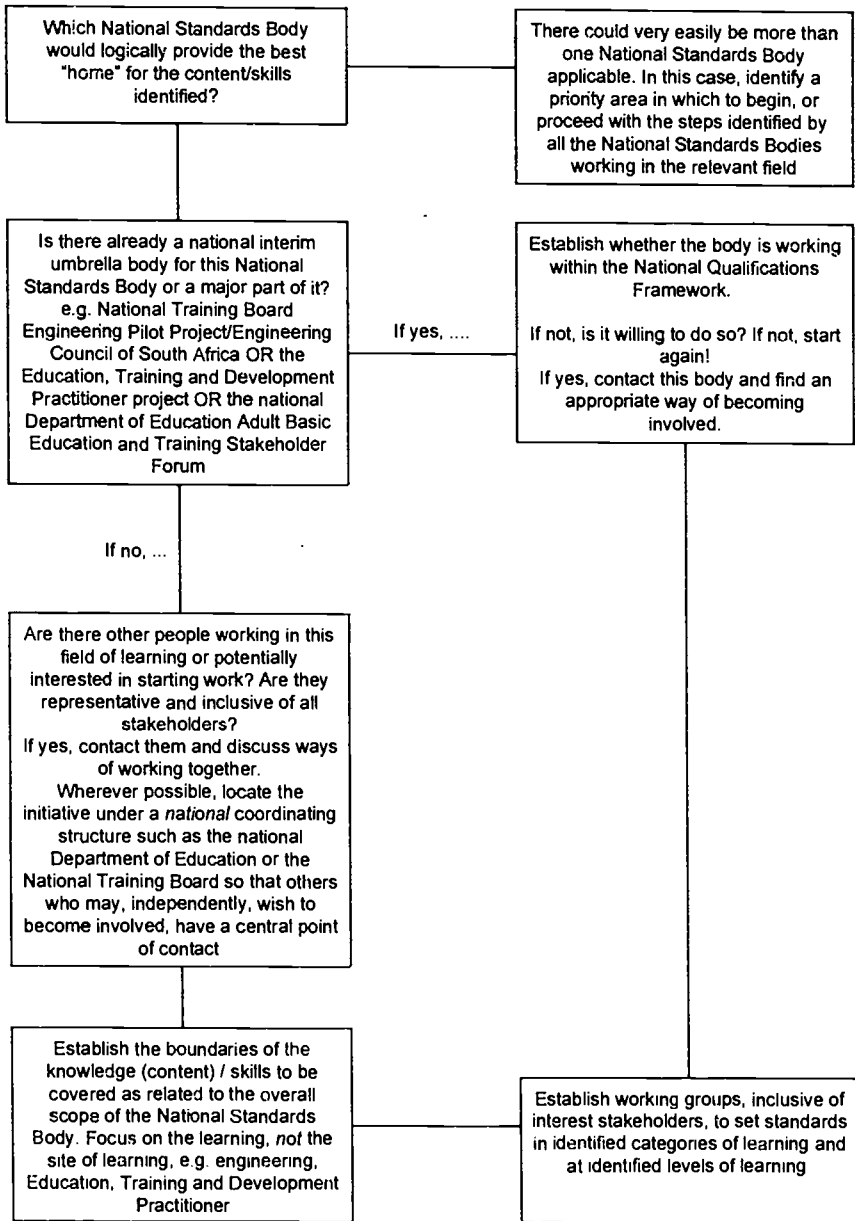 Which National Standards Body
would logically provide the best
"home" for the content/skills
identified?
There could very easily be more than
one National Standards Body
applicable. In this case, identify a
priority area in which to begin, or
proceed with the steps identified by
all the National Standards Bodies
working in the relevant field
Is there already a national interim
umbrella body for this National
Standards Body or a major part of it?
e.g. National Training Board
Engineering Pilot Project/Engineering
Council of South Africa OR the
Education, Training and Development
Practitioner project OR the national
Department of Education Adult Basic
Education and Training Stakeholder
Forum
If yes, ....
Establish whether the body is working
within the National Qualifications
Framework.
If not, is it willing to do so? If not, start
again!
If yes, contact this body and find an
appropriate way of becoming
involved.
If no, ...
Are there other people working in this
field of learning or potentially
interested in starting work? Are they
representative and inclusive of all
stakeholders?
If yes, contact them and discuss ways
of working together.
Wherever possible, locate the
initiative under a national coordinating
structure such as the national
Department of Education or the
National Training Board so that others
who may, independently, wish to
become involved, have a central point
of contact
Establish the boundaries of the
knowledge (content) / skills to be
covered as related to the overall
scope of the National Standards
Body. Focus on the learning, not the
site of learning, e.g. engineering,
Education, Training and Development
Practitioner
Establish working groups, inclusive of
interest stakeholders, to set standards
in identified categories of learning and
at identified levels of learning